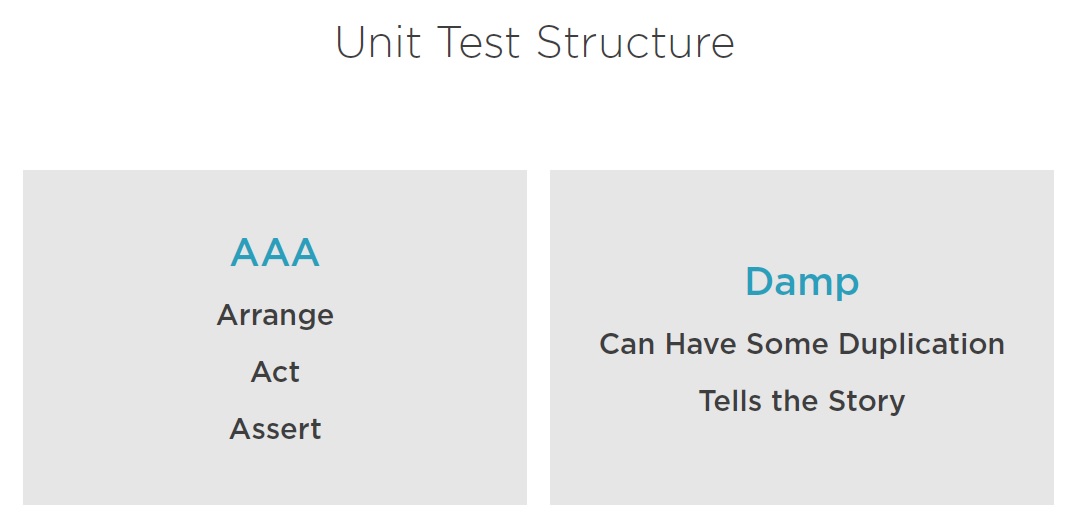 Unit Test Structure
AAA
Arrange
Act
Assert
Damp
Can Have Some Duplication
Tells the Story